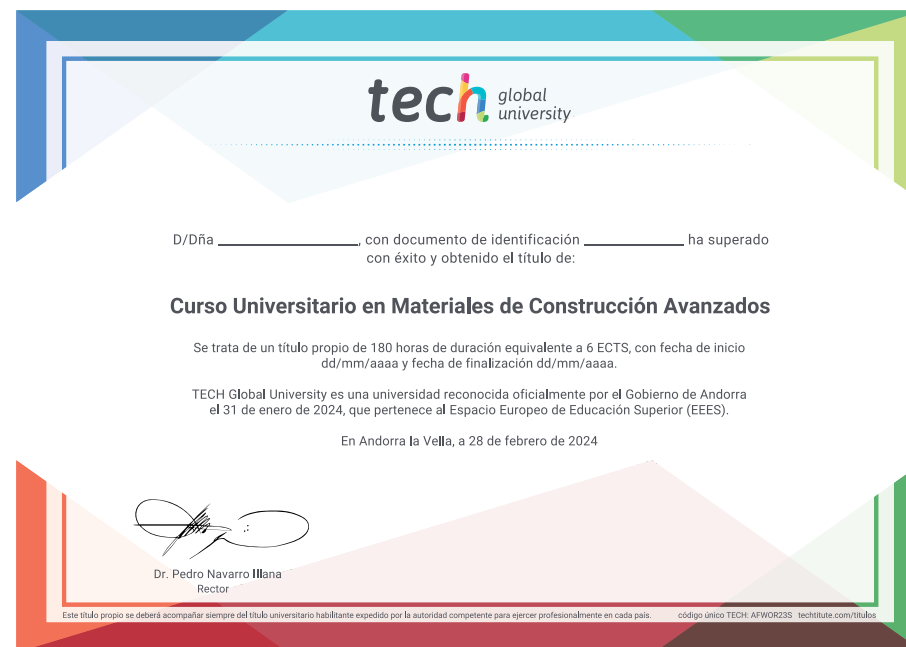 tech global university
D/Dña ____________________, con documento de identificación ______________ ha superado
con éxito y obtenido el título de:
Curso Universitario en Materiales de Construcción Avanzados
Se trata de un título propio de 180 horas de duración equivalente a 6 ECTS, con fecha de inicio
dd/mm/aaaa y fecha de finalización dd/mm/aaaa.
TECH Global University es una universidad reconocida oficialmente por el Gobierno de Andorra
el 31 de enero de 2024, que pertenece al Espacio Europeo de Educación Superior (EEES).
En Andorra la Vella, a 28 de febrero de 2024
Dr. Pedro Navarro Illana
Rector
Este título propio se deberá acompañar siempre del título universitario habilitante expedido por la autoridad competente para ejercer profesionalmente en cada país. código único TECH: AFWOR23S techtitute.com/titulos